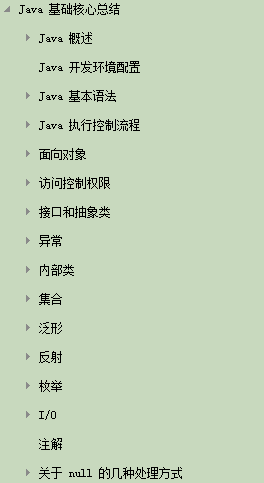 Java 基础核心总结
Java 概述
Java 开发环境配置
Java 基本语法
Java 执行控制流程
面向对象
访问控制权限
接口和抽象类
异常
内部类
集合
泛形
反射
枚举
I/O
注解
关于 null 的几种处理方式